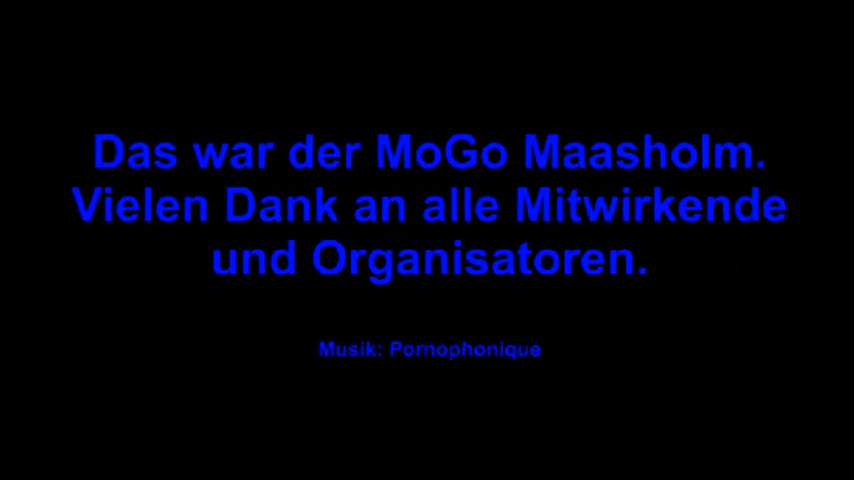 Das war der MoGo Maasholm.
Vielen Dank an alle Mitwirkende
und Organisatoren.
Musik: Pornophonique